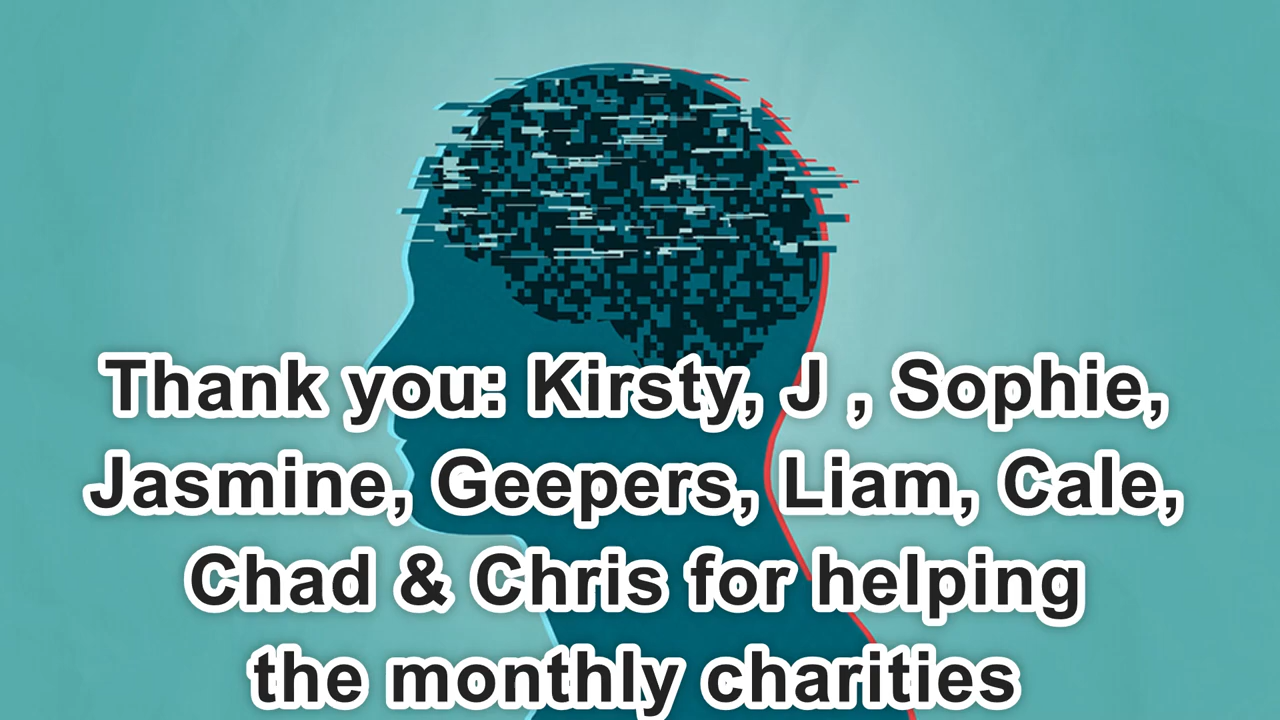 Thank you: Kirsty, J , Sophie,
Jasmine, Geepers, Liam, Cale,
Chad & Chris for helping
the monthly charities